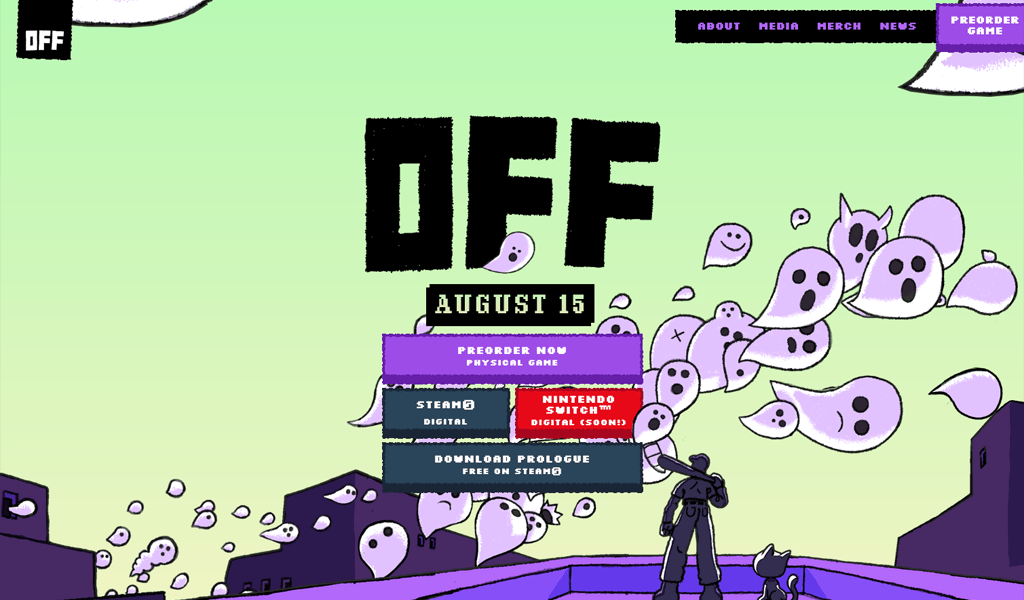 OFF
ABOUT MEDIA MERCH NEWS
PREORDER
GAME
OFF
AUGUST 15
PREORDER NOW
PHYSICAL GAME
STEAM®
DIGITAL
NINTENDO
SWITCH™
DIGITAL (SOON!)
DOWNLOAD PROLOGUE
FREE ON STEAM®